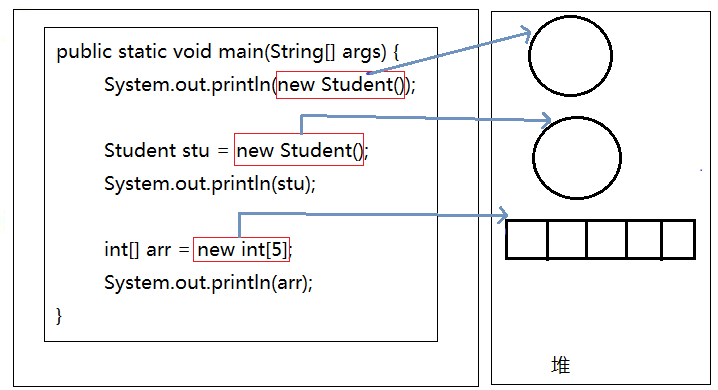 public static void main(String[] args) {
System.out.println(new Student());
Student stu = new Student();
System.out.println(stu);
int[] arr = new int[5];
System.out.println(arr);
}
堆